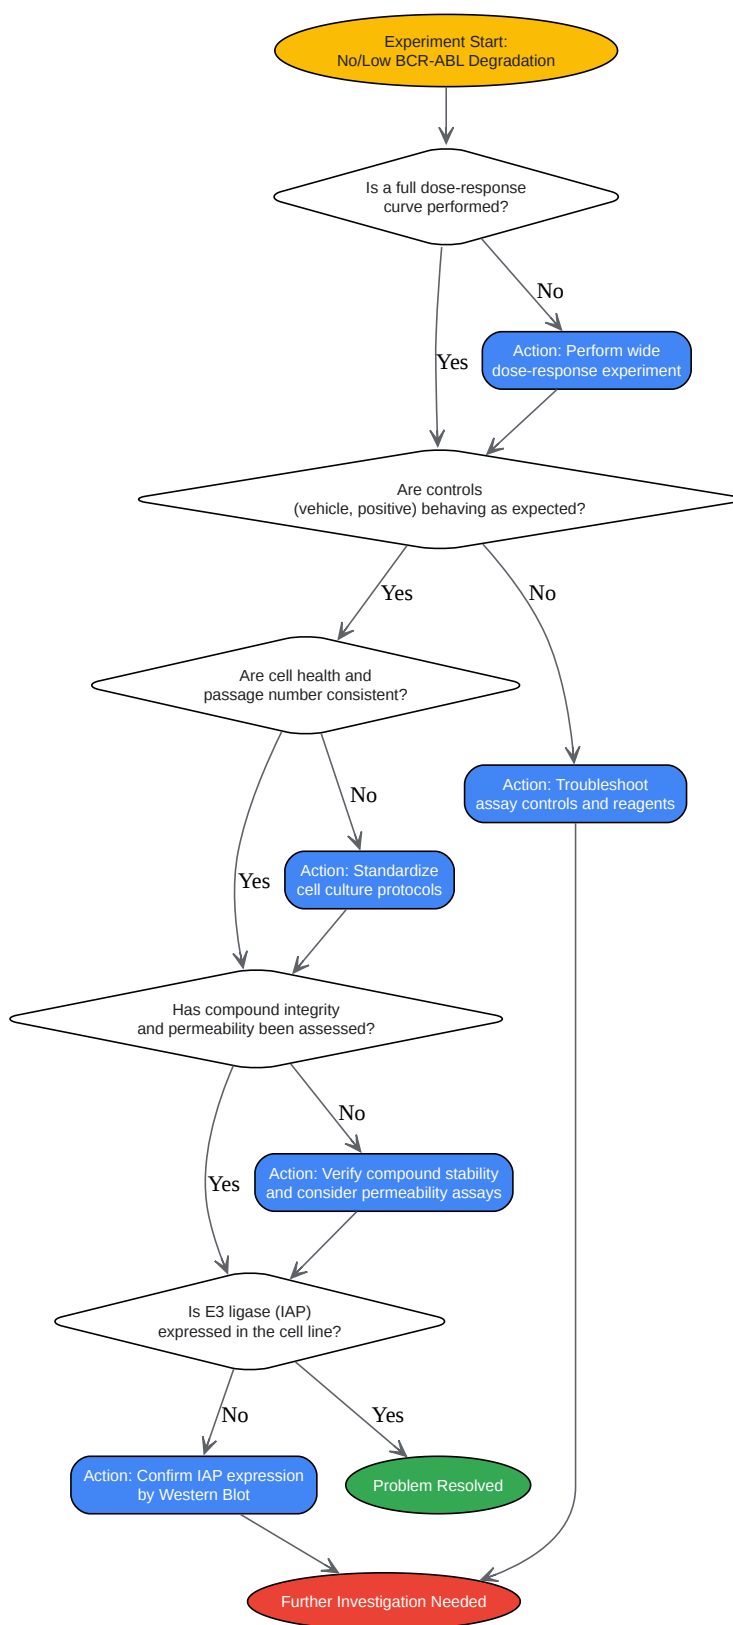 Experiment Start:
No/Low BCR-ABL Degradation
Is a full dose-response
curve performed?
No
Action: Perform wide
dose-response experiment
Yes
Are controls
(vehicle, positive) behaving as expected?
Yes
No
Are cell health and
passage number consistent?
Action: Troubleshoot
assay controls and reagents
No
Action: Standardize
cell culture protocols
Yes
Has compound integrity
and permeability been assessed?
No
Action: Verify compound stability
and consider permeability assays
Yes
Is E3 ligase (IAP)
expressed in the cell line?
No
Yes
Action: Confirm IAP expression
by Western Blot
Problem Resolved
Further Investigation Needed